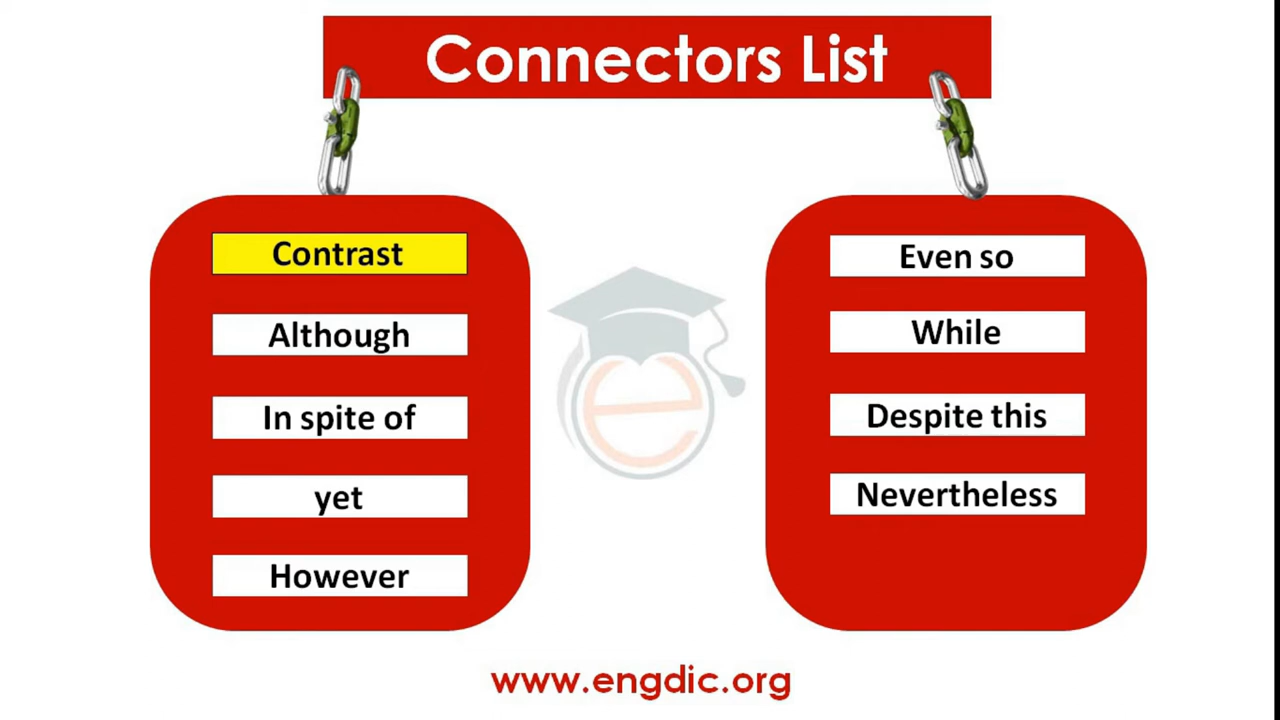 Connectors List
Contrast
Although
In spite of
yet
However
Even so
While
Despite this
Nevertheless
www.engdic.org